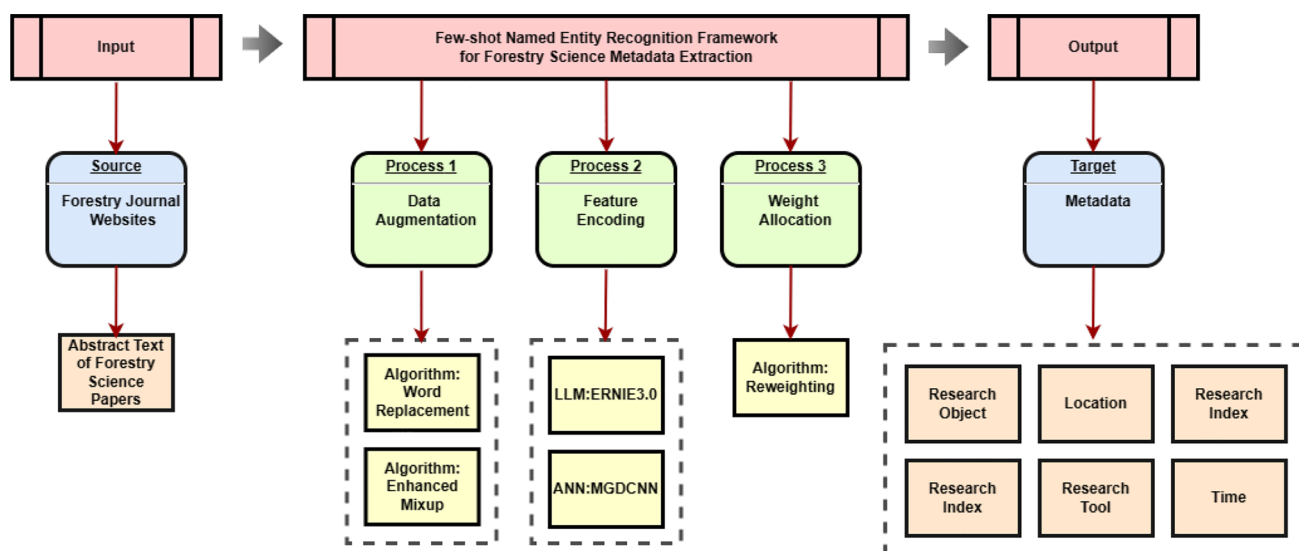 Input
Few-shot Named Entity Recognition Framework
for Forestry Science Metadata Extraction
Output
Source
Forestry Journal
Websites
Process 1
Data
Augmentation
Process 2
Feature
Encoding
Process 3
Weight
Allocation
Target
Metadata
Abstract Text
of Forestry
Science
Papers
Algorithm:
Word
Replacement
Algorithm:
Enhanced
Mixup
LLM:ERNIE3.0
ANN:MGDCNN
Algorithm:
Reweighting
Research
Object
Location
Research
Index
Research
Index
Research
Tool
Time